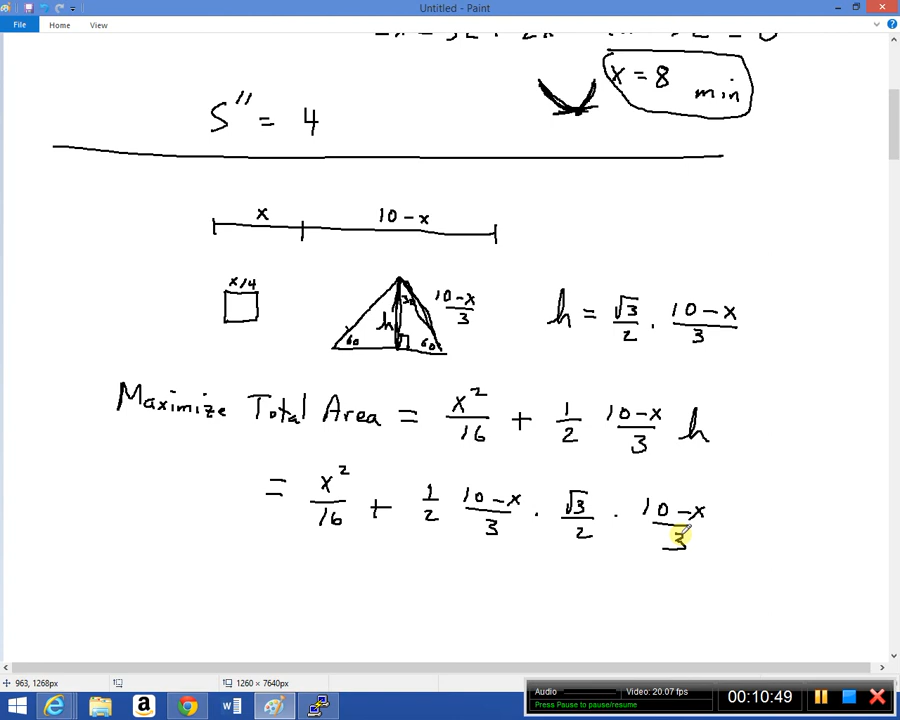 Untitled - Paint
File Home View
x = 8 min
S'' = 4
x 10 - x
x/4
10-x/3
h
30
60 60
h = √3/2 · 10-x/3
Maximize Total Area = x²/16 + 1/2 10-x/3 h
= x²/16 + 1/2 10-x/3 · √3/2 · 10-x/3
963, 1268px 1260 × 7640px
Audio Video: 20.07 fps
Press Pause to pause/resume
00:10:49